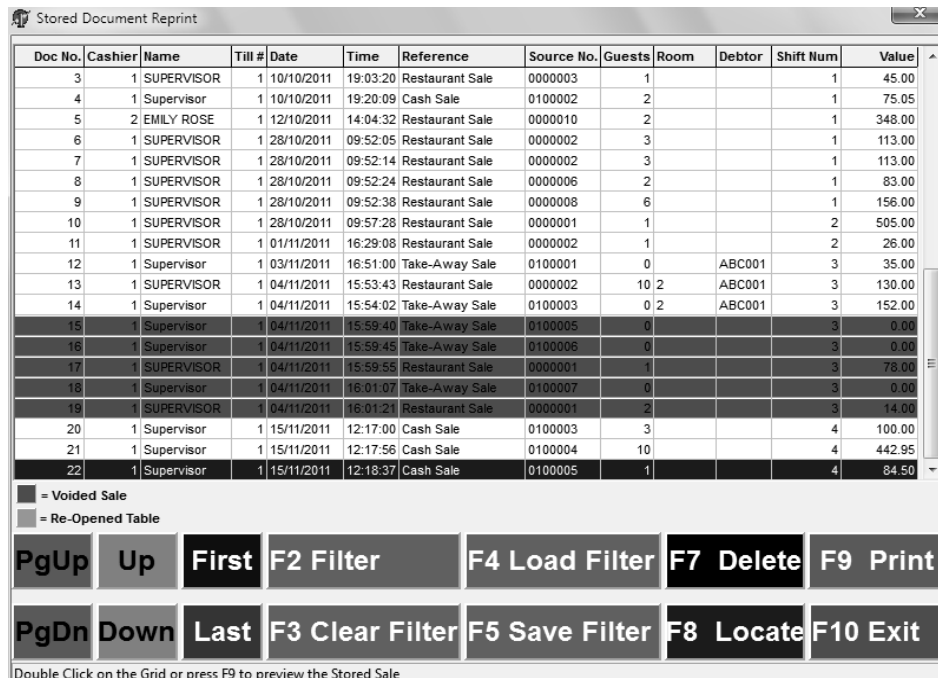 Stored Document Reprint
Doc No. Cashier Name Till # Date Time Reference Source No. Guests Room Debtor Shift Num Value
3 1 SUPERVISOR 1 10/10/2011 19:03:20 Restaurant Sale 0000003 1 1 45.00
4 1 Supervisor 1 10/10/2011 19:20:09 Cash Sale 0100002 2 1 75.05
5 2 EMILY ROSE 1 12/10/2011 14:04:32 Restaurant Sale 0000010 2 1 348.00
6 1 SUPERVISOR 1 28/10/2011 09:52:05 Restaurant Sale 0000002 3 1 113.00
7 1 SUPERVISOR 1 28/10/2011 09:52:14 Restaurant Sale 0000002 3 1 113.00
8 1 SUPERVISOR 1 28/10/2011 09:52:24 Restaurant Sale 0000006 2 1 83.00
9 1 SUPERVISOR 1 28/10/2011 09:52:38 Restaurant Sale 0000008 6 1 156.00
10 1 SUPERVISOR 1 28/10/2011 09:57:28 Restaurant Sale 0000001 1 2 505.00
11 1 SUPERVISOR 1 01/11/2011 16:29:08 Restaurant Sale 0000002 1 2 26.00
12 1 Supervisor 1 03/11/2011 16:51:00 Take-Away Sale 0100001 0 ABC001 3 35.00
13 1 SUPERVISOR 1 04/11/2011 15:53:43 Restaurant Sale 0000002 10 2 ABC001 3 130.00
14 1 Supervisor 1 04/11/2011 15:54:02 Take-Away Sale 0100003 0 2 ABC001 3 152.00
15 1 Supervisor 1 04/11/2011 15:59:40 Take-Away Sale 0100005 0 3 0.00
16 1 Supervisor 1 04/11/2011 15:59:45 Take-Away Sale 0100006 0 3 0.00
17 1 SUPERVISOR 1 04/11/2011 15:59:55 Restaurant Sale 0000001 1 3 78.00
18 1 Supervisor 1 04/11/2011 16:01:07 Take-Away Sale 0100007 0 3 0.00
19 1 SUPERVISOR 1 04/11/2011 16:01:21 Restaurant Sale 0000001 2 3 14.00
20 1 Supervisor 1 15/11/2011 12:17:00 Cash Sale 0100003 3 4 100.00
21 1 Supervisor 1 15/11/2011 12:17:56 Cash Sale 0100004 10 4 442.95
22 1 Supervisor 1 15/11/2011 12:18:37 Cash Sale 0100005 1 4 84.50
= Voided Sale
= Re-Opened Table
PgUp Up First F2 Filter F4 Load Filter F7 Delete F9 Print
PgDn Down Last F3 Clear Filter F5 Save Filter F8 Locate F10 Exit
Double Click on the Grid or press F9 to preview the Stored Sale